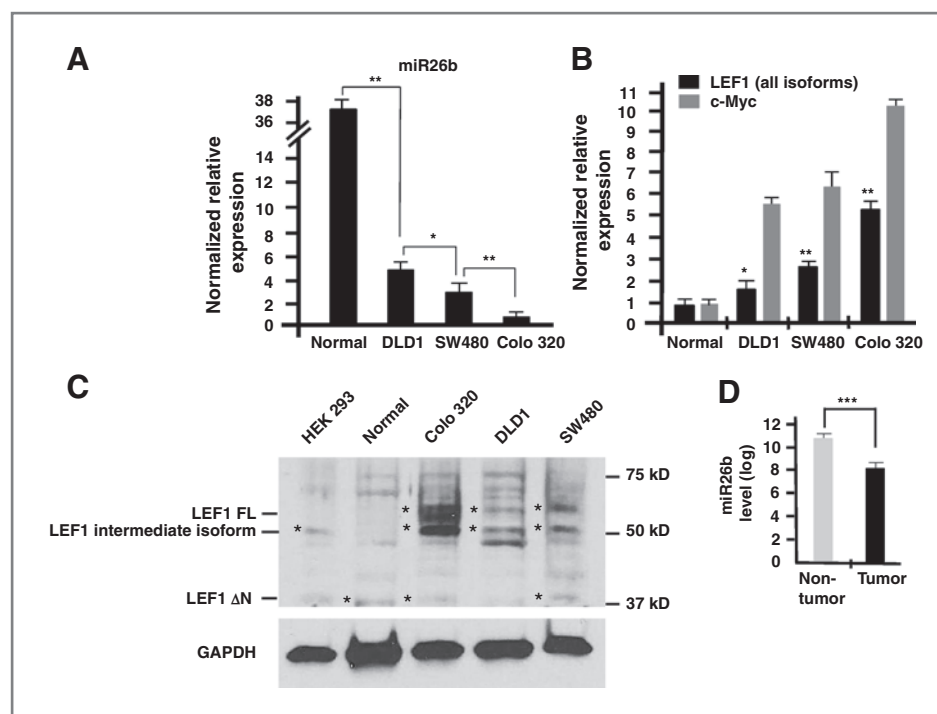 A
miR26b
Normalized relative
expression
38
36
14
12
10
8
6
4
2
0
**
*
**
Normal DLD1 SW480 Colo 320
B
LEF1 (all isoforms)
c-Myc
Normalized relative
expression
11
10
9
8
7
6
5
4
3
2
1
0
*
**
**
Normal DLD1 SW480 Colo 320
C
HEK 293 Normal Colo 320 DLD1 SW480
75 kD
LEF1 FL * * *
LEF1 intermediate isoform * * * * 50 kD
LEF1 ΔN * * * 37 kD
GAPDH
D
miR26b
level (log)
12
10
8
6
4
2
0
***
Non-
tumor
Tumor